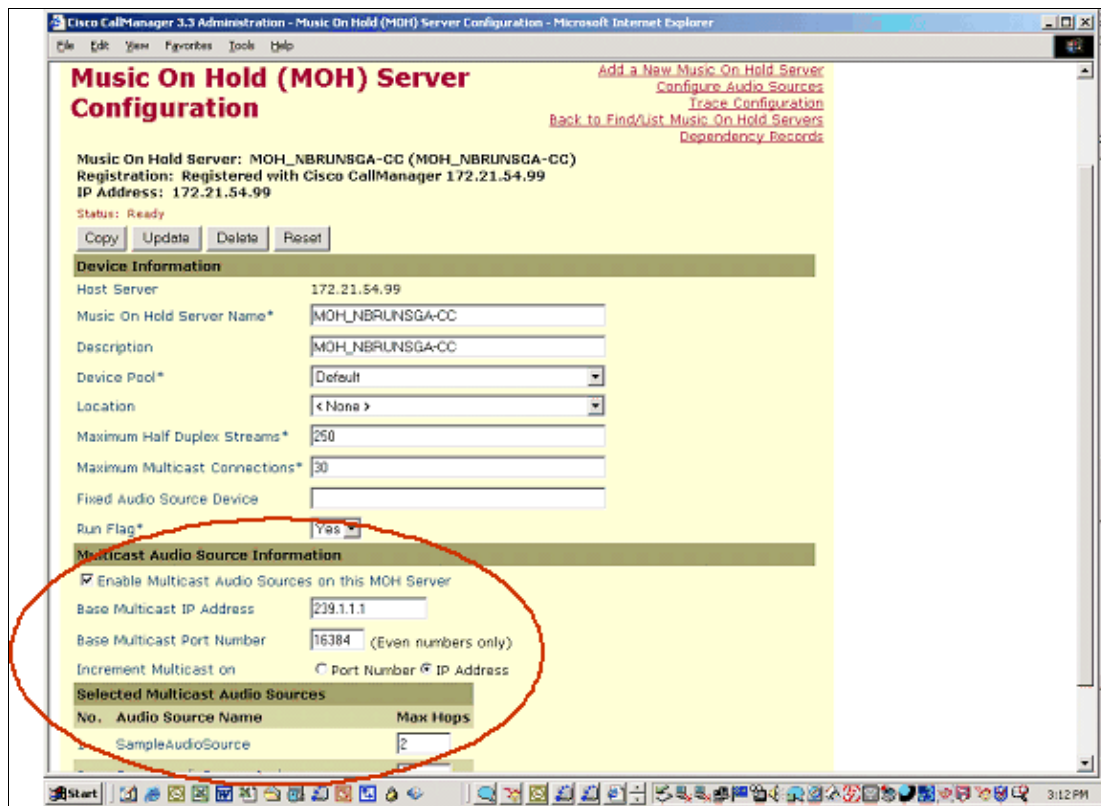 Cisco CallManager 3.3 Administration - Music On Hold (MOH) Server Configuration - Microsoft Internet Explorer
File Edit View Favorites Tools Help
Music On Hold (MOH) Server Configuration
Add a New Music On Hold Server
Configure Audio Sources
Trace Configuration
Back to Find/List Music On Hold Servers
Dependency Records
Music On Hold Server: MOH_NBRUNSGA-CC (MOH_NBRUNSGA-CC)
Registration: Registered with Cisco CallManager 172.21.54.99
IP Address: 172.21.54.99
Status: Ready
Copy Update Delete Reset
Device Information
Host Server 172.21.54.99
Music On Hold Server Name* MOH_NBRUNSGA-CC
Description MOH_NBRUNSGA-CC
Device Pool* Default
Location < None >
Maximum Half Duplex Streams* 250
Maximum Multicast Connections* 30
Fixed Audio Source Device
Run Flag* Yes
Multicast Audio Source Information
Enable Multicast Audio Sources on this MOH Server
Base Multicast IP Address 239.1.1.1
Base Multicast Port Number 16384 (Even numbers only)
Increment Multicast on Port Number IP Address
Selected Multicast Audio Sources
No. Audio Source Name Max Hops
SampleAudioSource 2
Start 3:12 PM